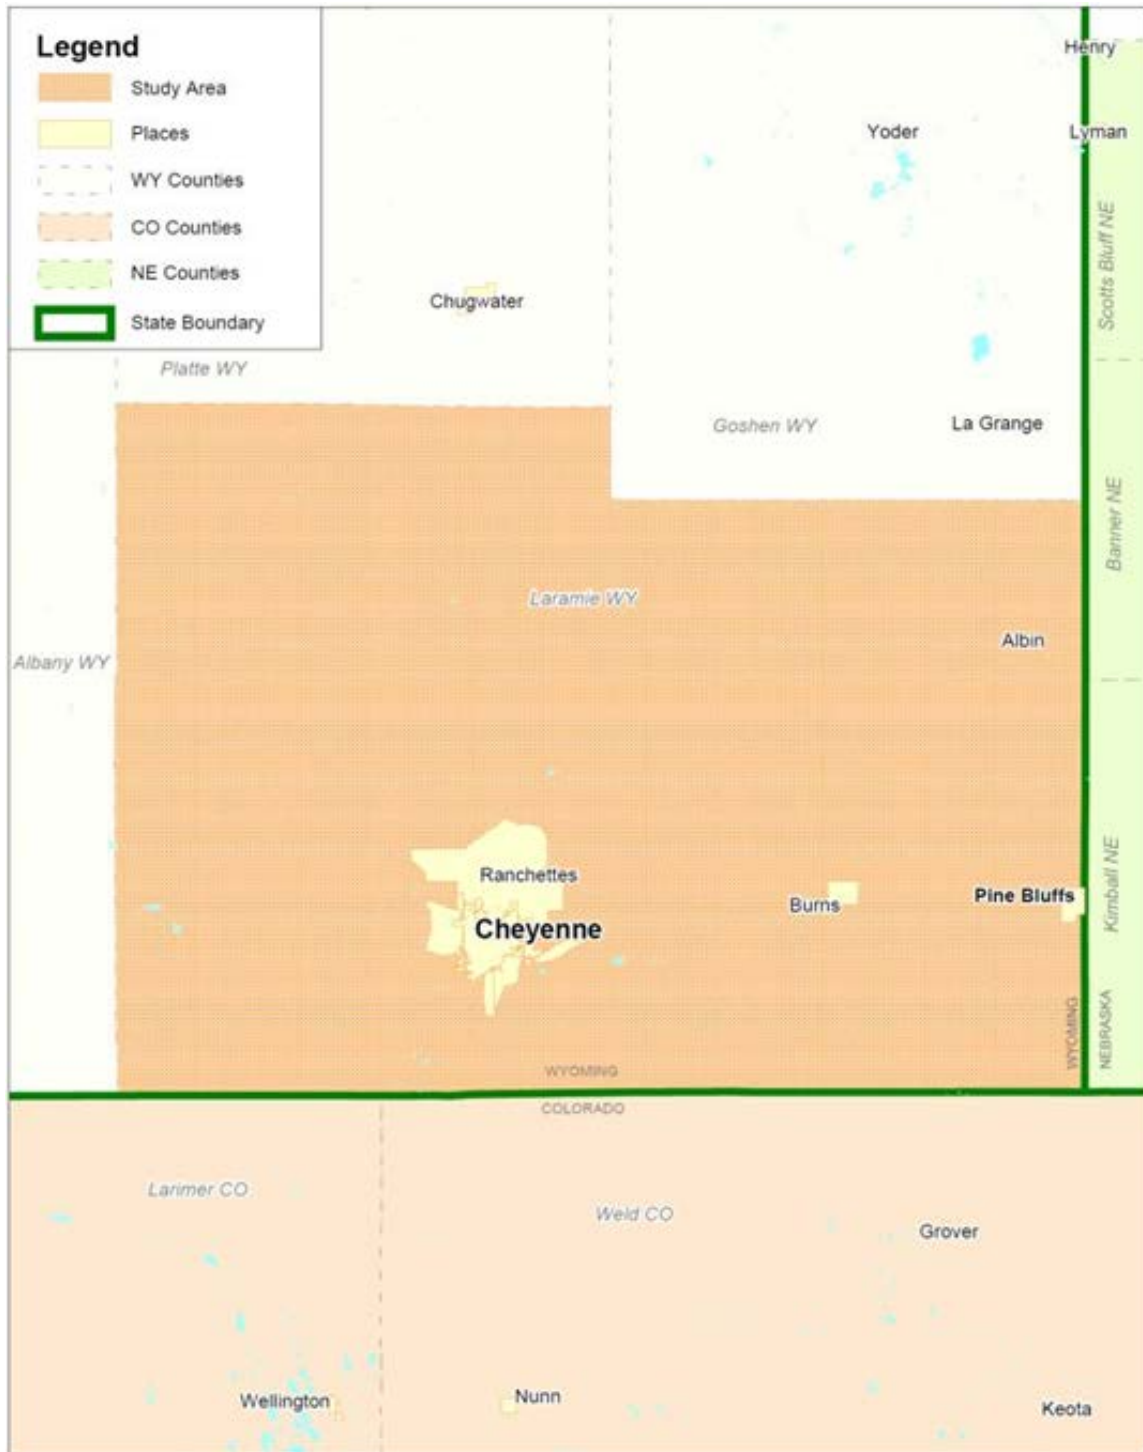 Legend
Study Area
Places
WY Counties
CO Counties
NE Counties
State Boundary
Henry
Yoder
Lyman
Scotts Bluff NE
Chugwater
Platte WY
Goshen WY
La Grange
Banner NE
Laramie WY
Albin
Albany WY
Ranchettes
Kimball NE
Burns
Pine Bluffs
Cheyenne
WYOMING
NEBRASKA
WYOMING
COLORADO
Larimer CO
Weld CO
Grover
Wellington
Nunn
Keota